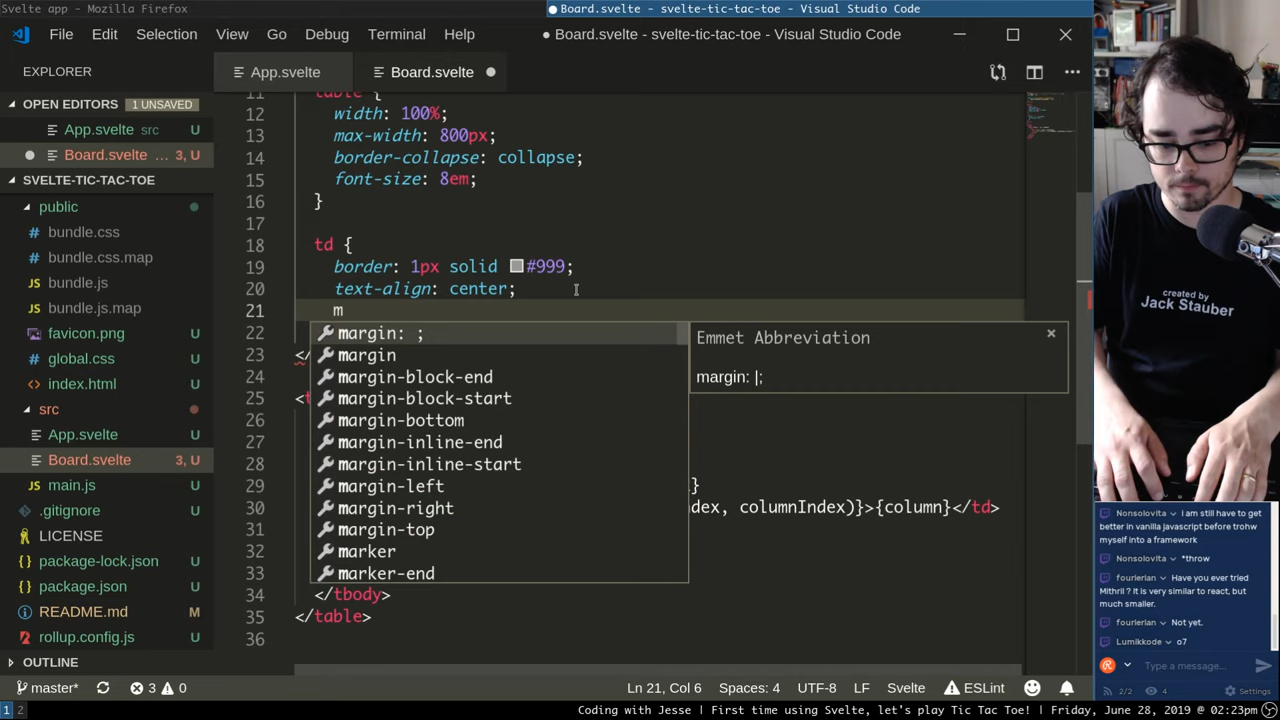 Svelte app - Mozilla Firefox
Board.svelte - svelte-tic-tac-toe - Visual Studio Code
File Edit Selection View Go Debug Terminal Help
Board.svelte - svelte-tic-tac-toe - Visual Studio Code
EXPLORER
App.svelte
Board.svelte
OPEN EDITORS 1 UNSAVED
App.svelte src U
Board.svelte ... 3, U
SVELTE-TIC-TAC-TOE
public
bundle.css
bundle.css.map
bundle.js
bundle.js.map
favicon.png U
global.css U
index.html U
src
App.svelte U
Board.svelte 3, U
main.js U
.gitignore U
LICENSE U
package-lock.json U
package.json U
README.md M
rollup.config.js U
OUTLINE
11 table {
12 width: 100%;
13 max-width: 800px;
14 border-collapse: collapse;
15 font-size: 8em;
16 }
17
18 td {
19 border: 1px solid #999;
20 text-align: center;
21 m
22
23 </
24
25 <t
26
27
28
29 }
30 dex, columnIndex)}>{column}</td>
31
32
33
34 </tbody>
35 </table>
36
margin: ;
margin
margin-block-end
margin-block-start
margin-bottom
margin-inline-end
margin-inline-start
margin-left
margin-right
margin-top
marker
marker-end
Emmet Abbreviation
margin: |;
created by
Jack Stauber
Nonsolovita I am still have to get
better in vanilla javascript before trohw
myself into a framework
Nonsolovita *throw
fourierian Have you ever tried
Mithril ? It is very similar to react, but
much smaller.
fourierian Not yet.
Lumikkode o7
Type a message...
2/2 4 Settings
master* 3 0
Ln 21, Col 6 Spaces: 4 UTF-8 LF Svelte ESLint
1 2
Coding with Jesse | First time using Svelte, let's play Tic Tac Toe! | Friday, June 28, 2019 @ 02:23pm